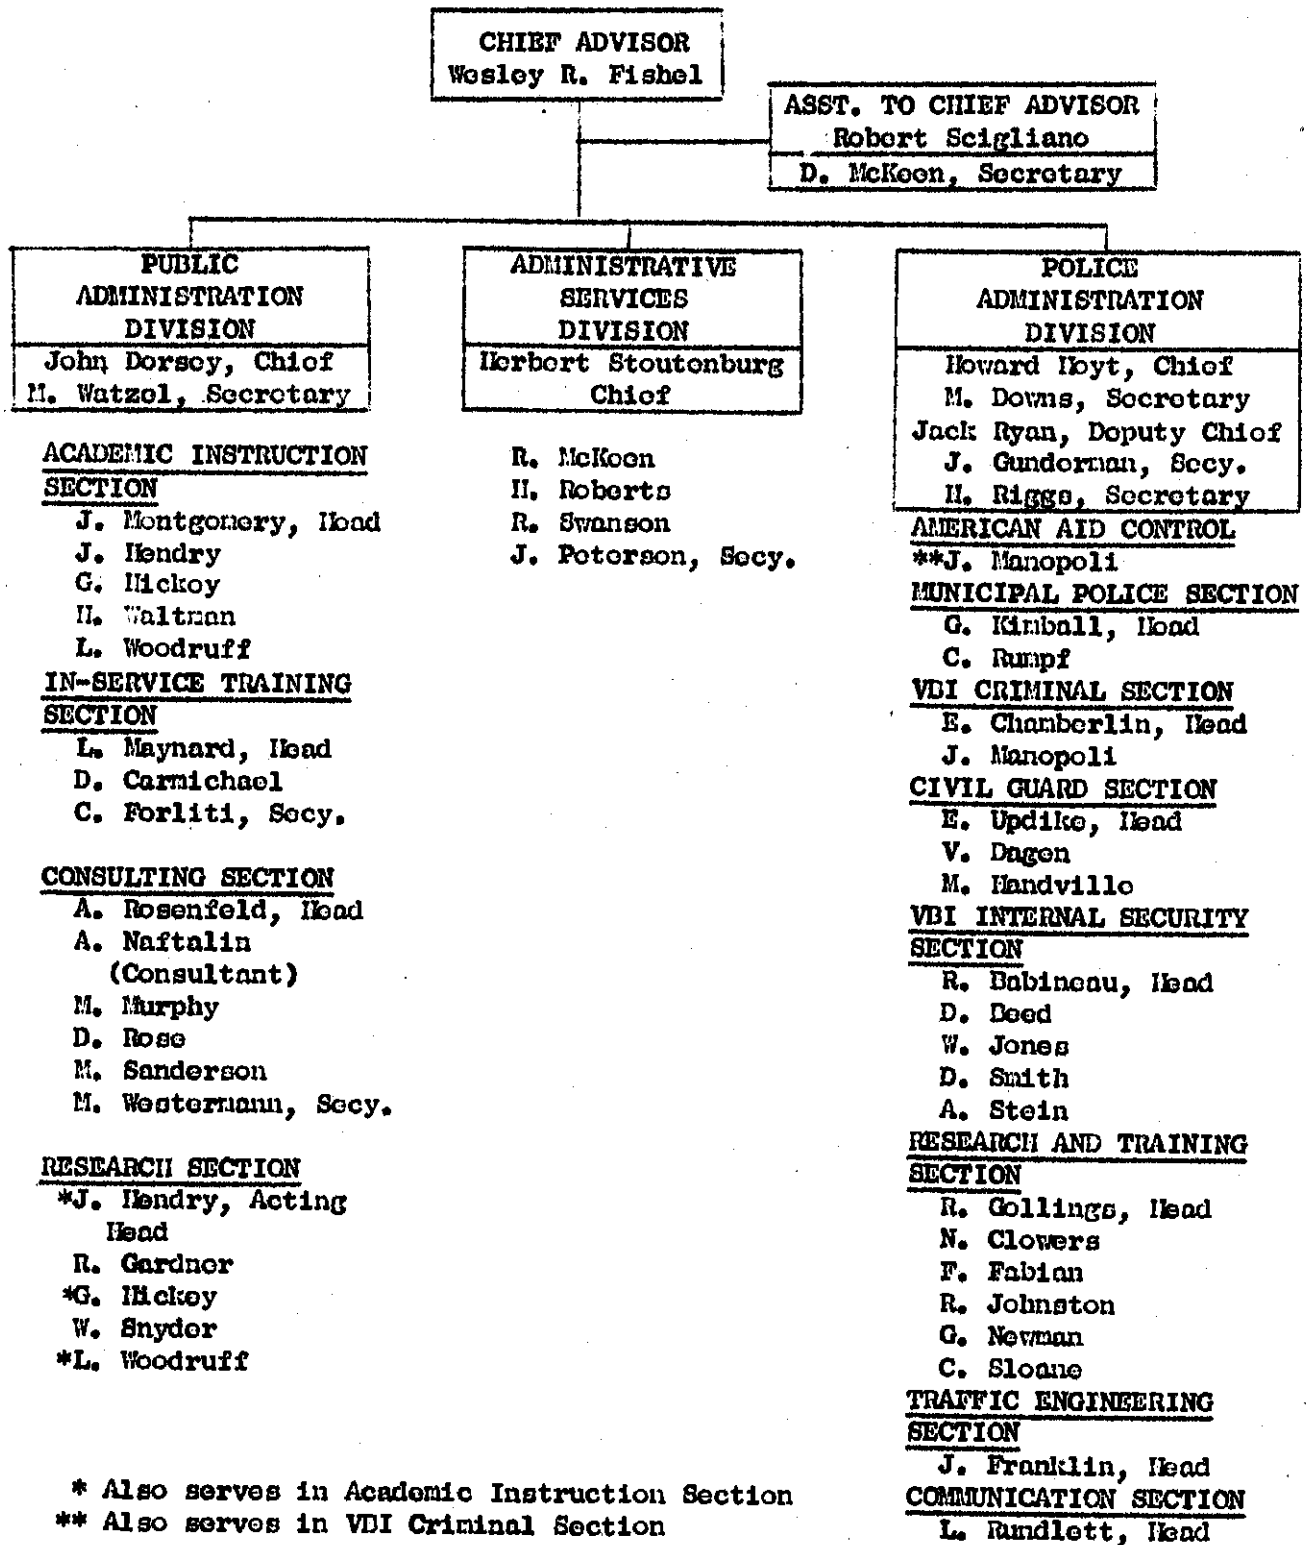 CHIEF ADVISOR
Wesley R. Fishel
ASST. TO CHIEF ADVISOR
Robert Scigliano
D. McKeen, Secretary
PUBLIC
ADMINISTRATION
DIVISION
John Dorsey, Chief
M. Watzel, Secretary
ACADEMIC INSTRUCTION
SECTION
J. Montgomery, Head
J. Hendry
G. Hickey
H. Waltman
L. Woodruff
IN-SERVICE TRAINING
SECTION
L. Maynard, Head
D. Carmichael
C. Forliti, Secy.
CONSULTING SECTION
A. Rosenfeld, Head
A. Naftalin
(Consultant)
M. Murphy
D. Rose
M. Sanderson
M. Westermann, Secy.
RESEARCH SECTION
*J. Hendry, Acting
Head
R. Gardner
*G. Hickey
W. Snyder
*L. Woodruff
ADMINISTRATIVE
SERVICES
DIVISION
Herbert Stoutenburg
Chief
R. McKeen
H. Roberts
R. Swanson
J. Peterson, Secy.
POLICE
ADMINISTRATION
DIVISION
Howard Hoyt, Chief
M. Downs, Secretary
Jack Ryan, Deputy Chief
J. Gunderman, Secy.
H. Riggs, Secretary
AMERICAN AID CONTROL
**J. Manopoli
MUNICIPAL POLICE SECTION
G. Kimball, Head
C. Rumpf
VBI CRIMINAL SECTION
E. Chamberlin, Head
J. Manopoli
CIVIL GUARD SECTION
E. Updike, Head
V. Dagen
M. Handville
VBI INTERNAL SECURITY
SECTION
R. Babineau, Head
D. Beed
W. Jones
D. Smith
A. Stein
RESEARCH AND TRAINING
SECTION
R. Gollings, Head
N. Clowers
F. Fabian
R. Johnston
G. Newman
C. Sloane
TRAFFIC ENGINEERING
SECTION
J. Franklin, Head
COMMUNICATION SECTION
L. Rundlett, Head
* Also serves in Academic Instruction Section
** Also serves in VBI Criminal Section